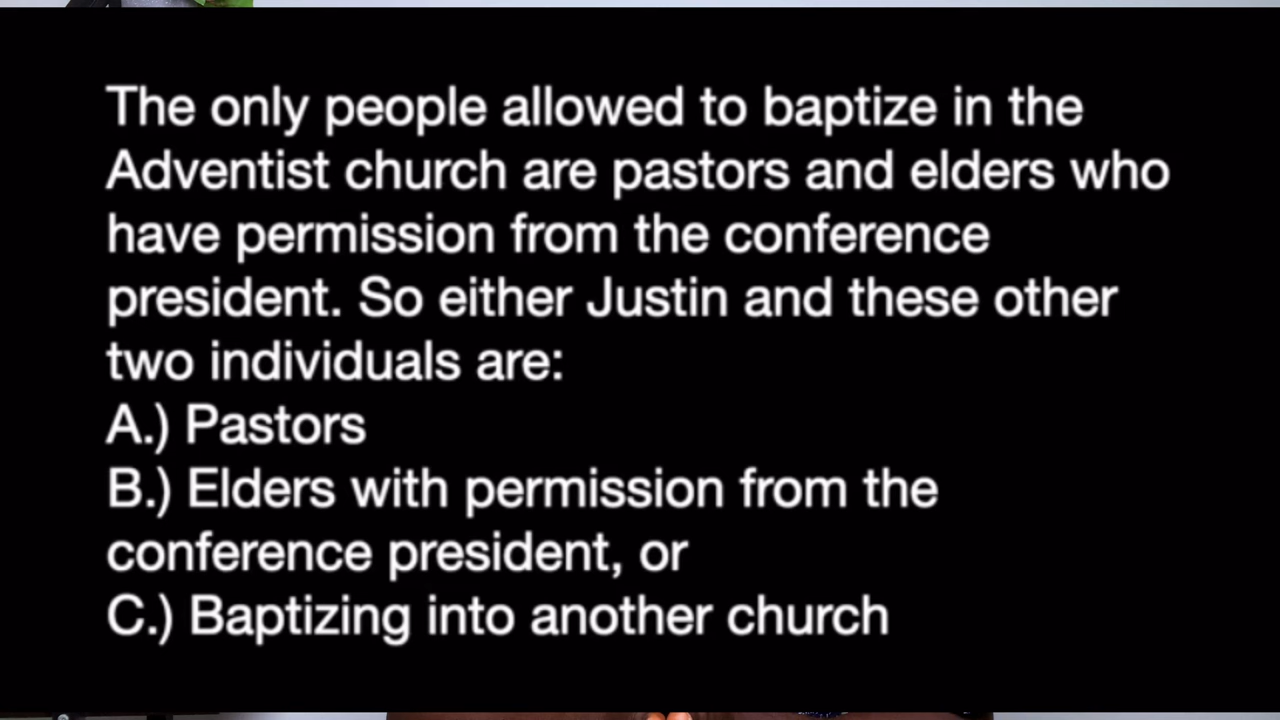 The only people allowed to baptize in the
Adventist church are pastors and elders who
have permission from the conference
president. So either Justin and these other
two individuals are:
A.) Pastors
B.) Elders with permission from the
conference president, or
C.) Baptizing into another church